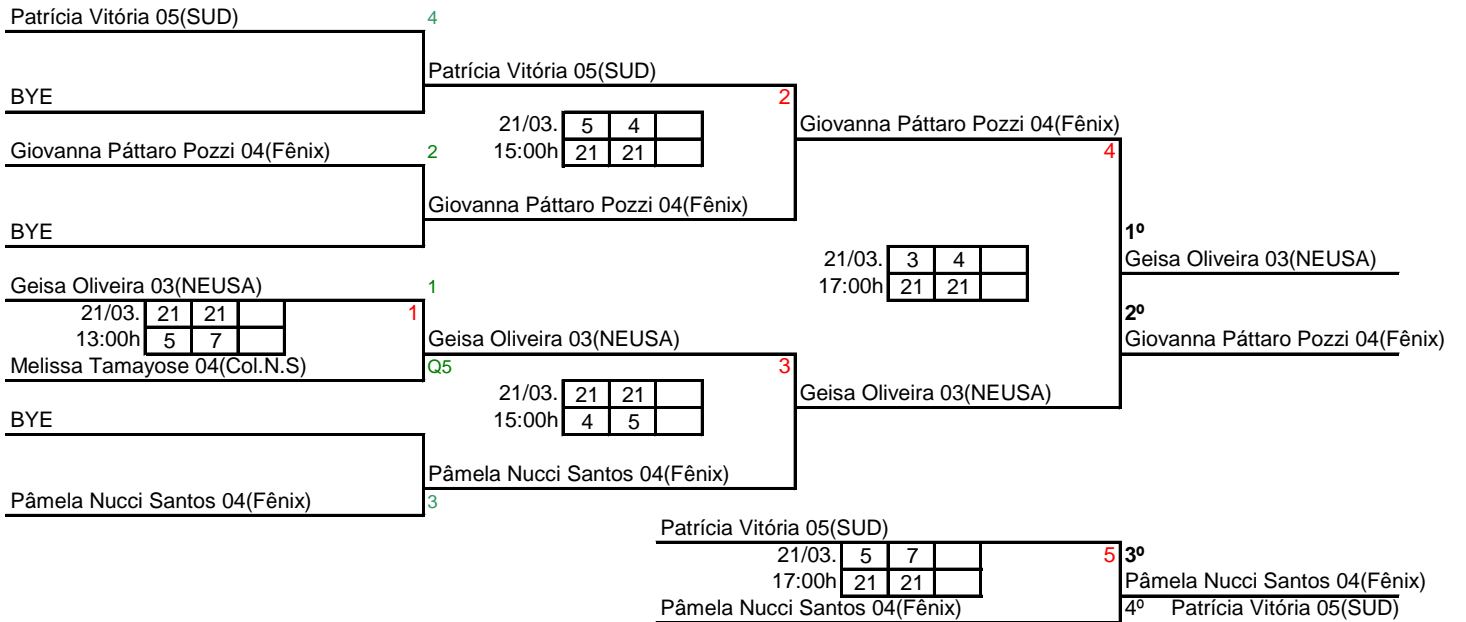 Patrícia Vitória 05(SUD) 4
Patrícia Vitória 05(SUD)
BYE 2
21/03. 5 4 Giovanna Páttaro Pozzi 04(Fênix)
Giovanna Páttaro Pozzi 04(Fênix) 2 15:00h 21 21 4
Giovanna Páttaro Pozzi 04(Fênix)
BYE 1º
21/03. 3 4 Geisa Oliveira 03(NEUSA)
Geisa Oliveira 03(NEUSA) 1 17:00h 21 21
21/03. 21 21 1 2º
13:00h 5 7 Geisa Oliveira 03(NEUSA) Giovanna Páttaro Pozzi 04(Fênix)
Melissa Tamayose 04(Col.N.S) Q5 3
21/03. 21 21 Geisa Oliveira 03(NEUSA)
BYE 15:00h 4 5
Pâmela Nucci Santos 04(Fênix)
Pâmela Nucci Santos 04(Fênix) 3
Patrícia Vitória 05(SUD)
21/03. 5 7 5 3º
17:00h 21 21 Pâmela Nucci Santos 04(Fênix)
Pâmela Nucci Santos 04(Fênix) 4º Patrícia Vitória 05(SUD)